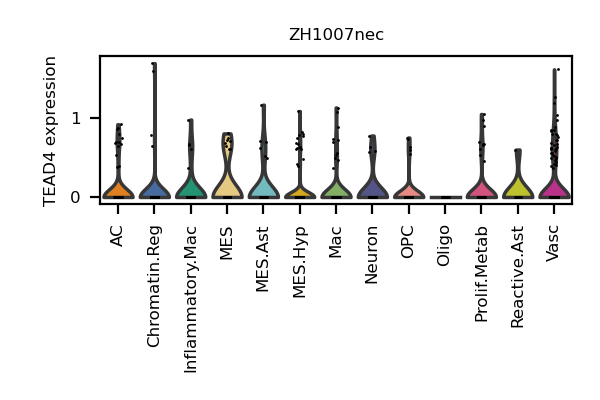 ZH1007nec
TEAD4 expression
1
0
AC
Chromatin.Reg
Inflammatory.Mac
MES
MES.Ast
MES.Hyp
Mac
Neuron
OPC
Oligo
Prolif.Metab
Reactive.Ast
Vasc